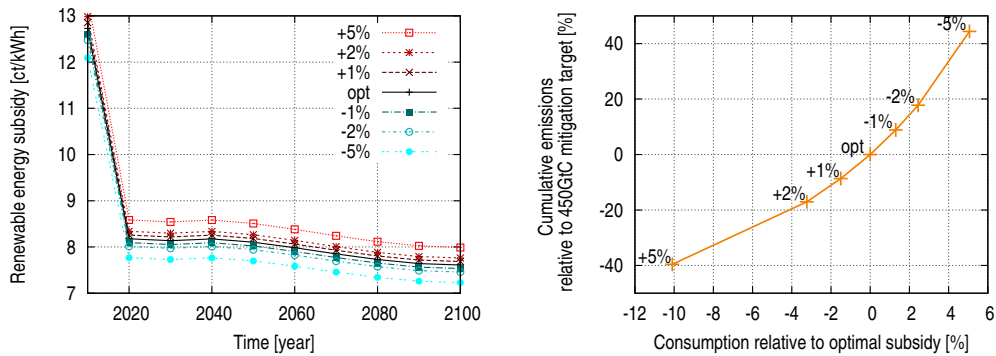 Renewable energy subsidy [ct/kWh]
13
12
11
10
9
8
7
+5%
+2%
+1%
opt
-1%
-2%
-5%
2020 2040 2060 2080 2100
Time [year]
Cumulative emissions
relative to 450GtC mitigation target [%]
40
20
0
-20
-40
-5%
-2%
-1%
opt
+1%
+2%
+5%
-12 -10 -8 -6 -4 -2 0 2 4 6
Consumption relative to optimal subsidy [%]